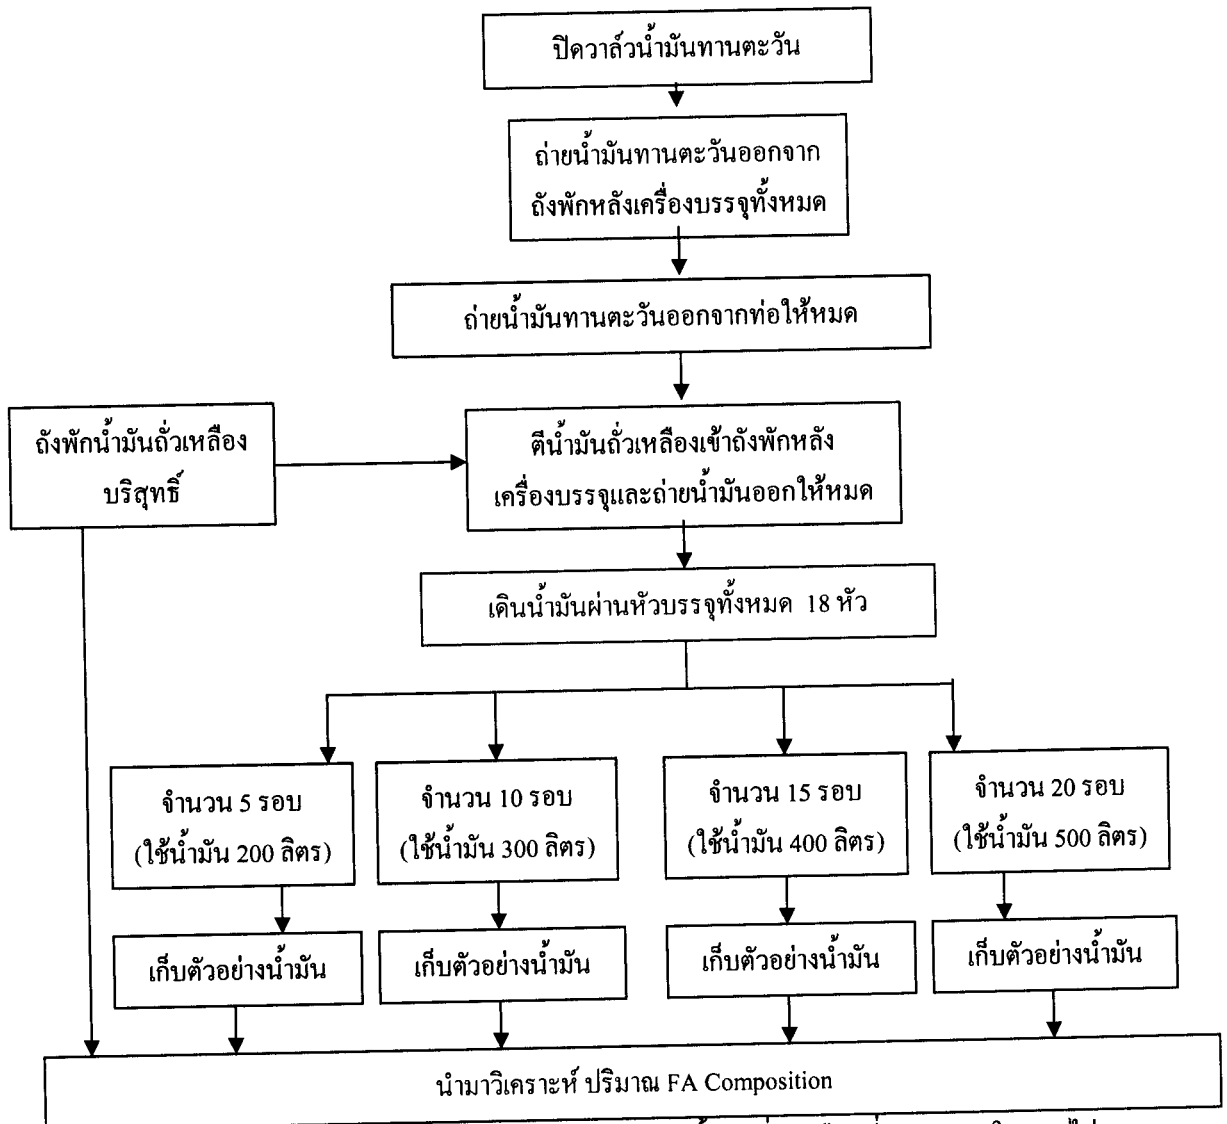 ปิดวาล์วน้ำมันทานตะวัน
ถ่ายน้ำมันทานตะวันออกจาก
ถังพักหลังเครื่องบรรจุทั้งหมด
ถ่ายน้ำมันทานตะวันออกจากท่อให้หมด
ถังพักน้ำมันถั่วเหลือง
บริสุทธิ์
ตีน้ำมันถั่วเหลืองเข้าถังพักหลัง
เครื่องบรรจุและถ่ายน้ำมันออกให้หมด
เดินน้ำมันผ่านหัวบรรจุทั้งหมด 18 หัว
จำนวน 5 รอบ
(ใช้น้ำมัน 200 ลิตร)
จำนวน 10 รอบ
(ใช้น้ำมัน 300 ลิตร)
จำนวน 15 รอบ
(ใช้น้ำมัน 400 ลิตร)
จำนวน 20 รอบ
(ใช้น้ำมัน 500 ลิตร)
เก็บตัวอย่างน้ำมัน
เก็บตัวอย่างน้ำมัน
เก็บตัวอย่างน้ำมัน
เก็บตัวอย่างน้ำมัน
นำมาวิเคราะห์ ปริมาณ FA Composition